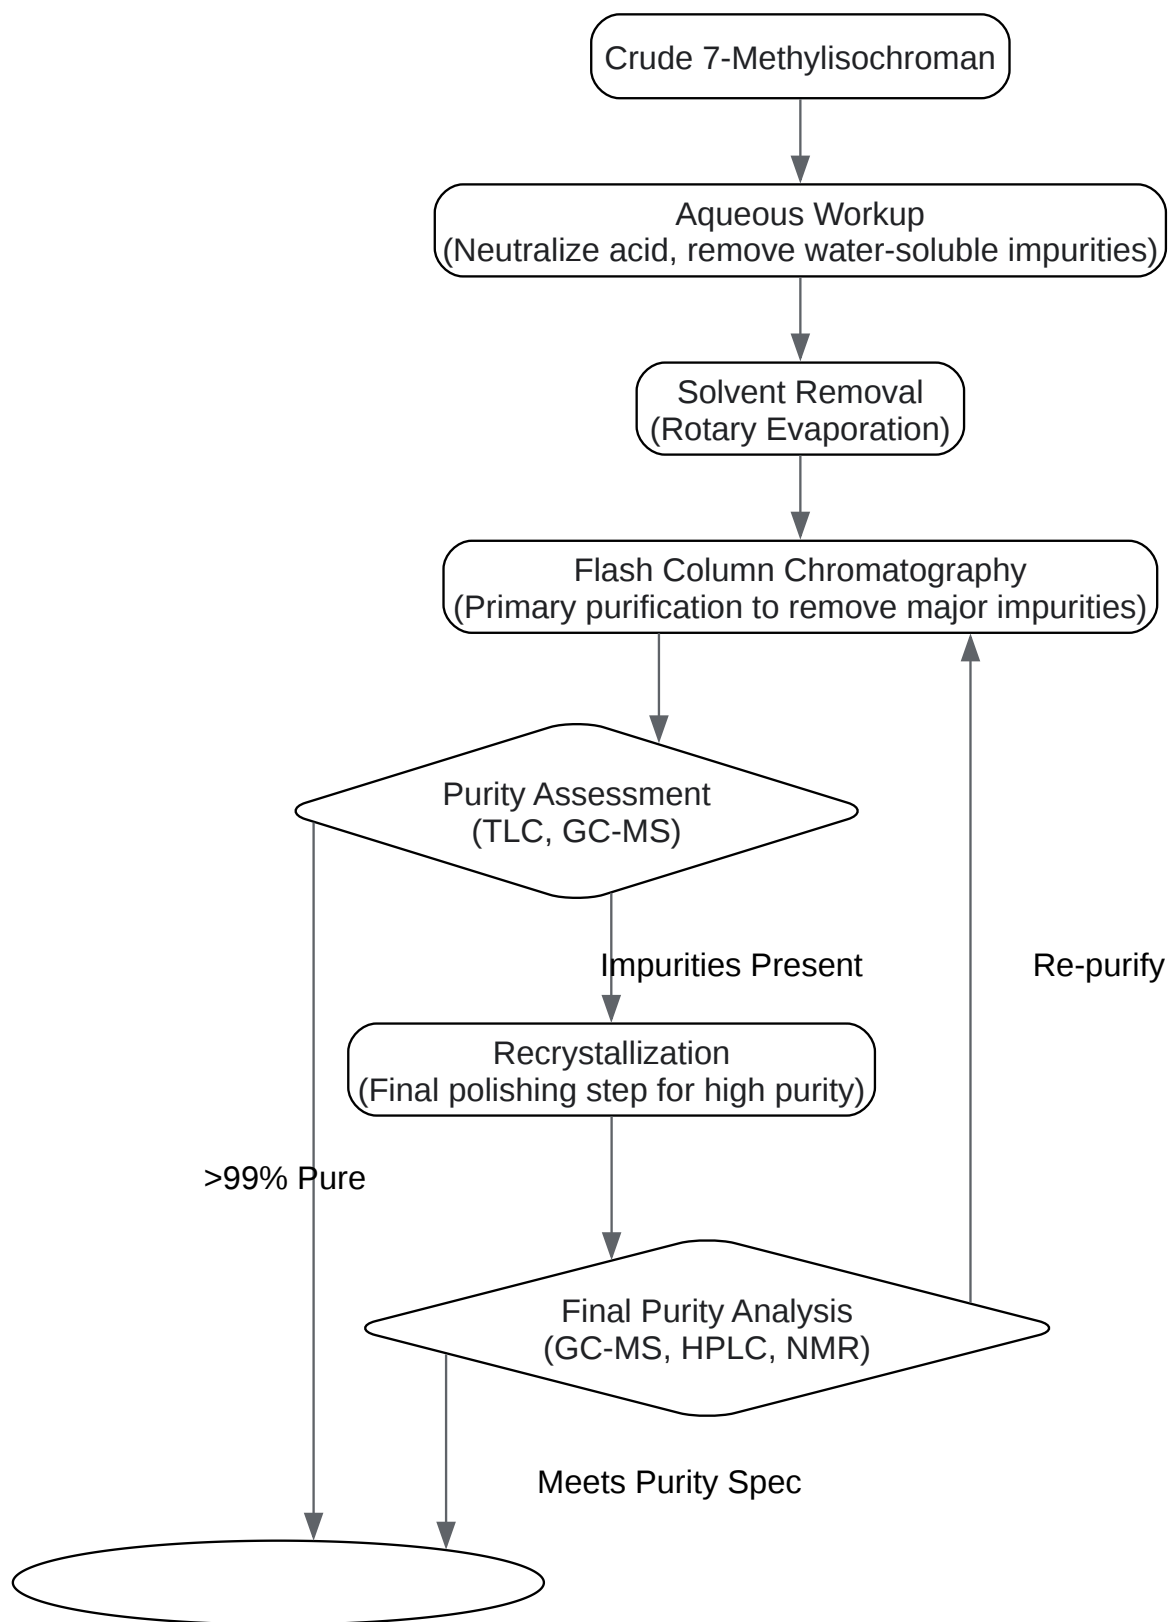 Crude 7-Methylisochroman
Aqueous Workup
(Neutralize acid, remove water-soluble impurities)
Solvent Removal
(Rotary Evaporation)
Flash Column Chromatography
(Primary purification to remove major impurities)
Purity Assessment
(TLC, GC-MS)
Impurities Present
Re-purify
Recrystallization
(Final polishing step for high purity)
>99% Pure
Final Purity Analysis
(GC-MS, HPLC, NMR)
Meets Purity Spec